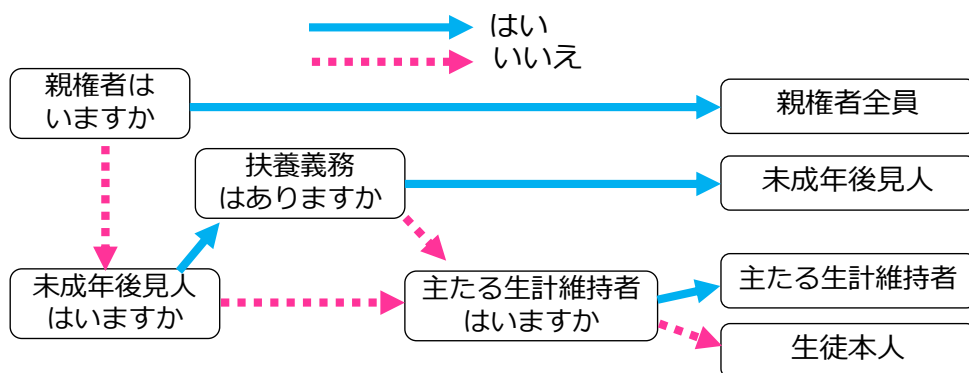 はい
いいえ
親権者は
いますか
親権者全員
扶養義務
はありますか
未成年後見人
未成年後見人
はいますか
主たる生計維持者
はいますか
主たる生計維持者
生徒本人